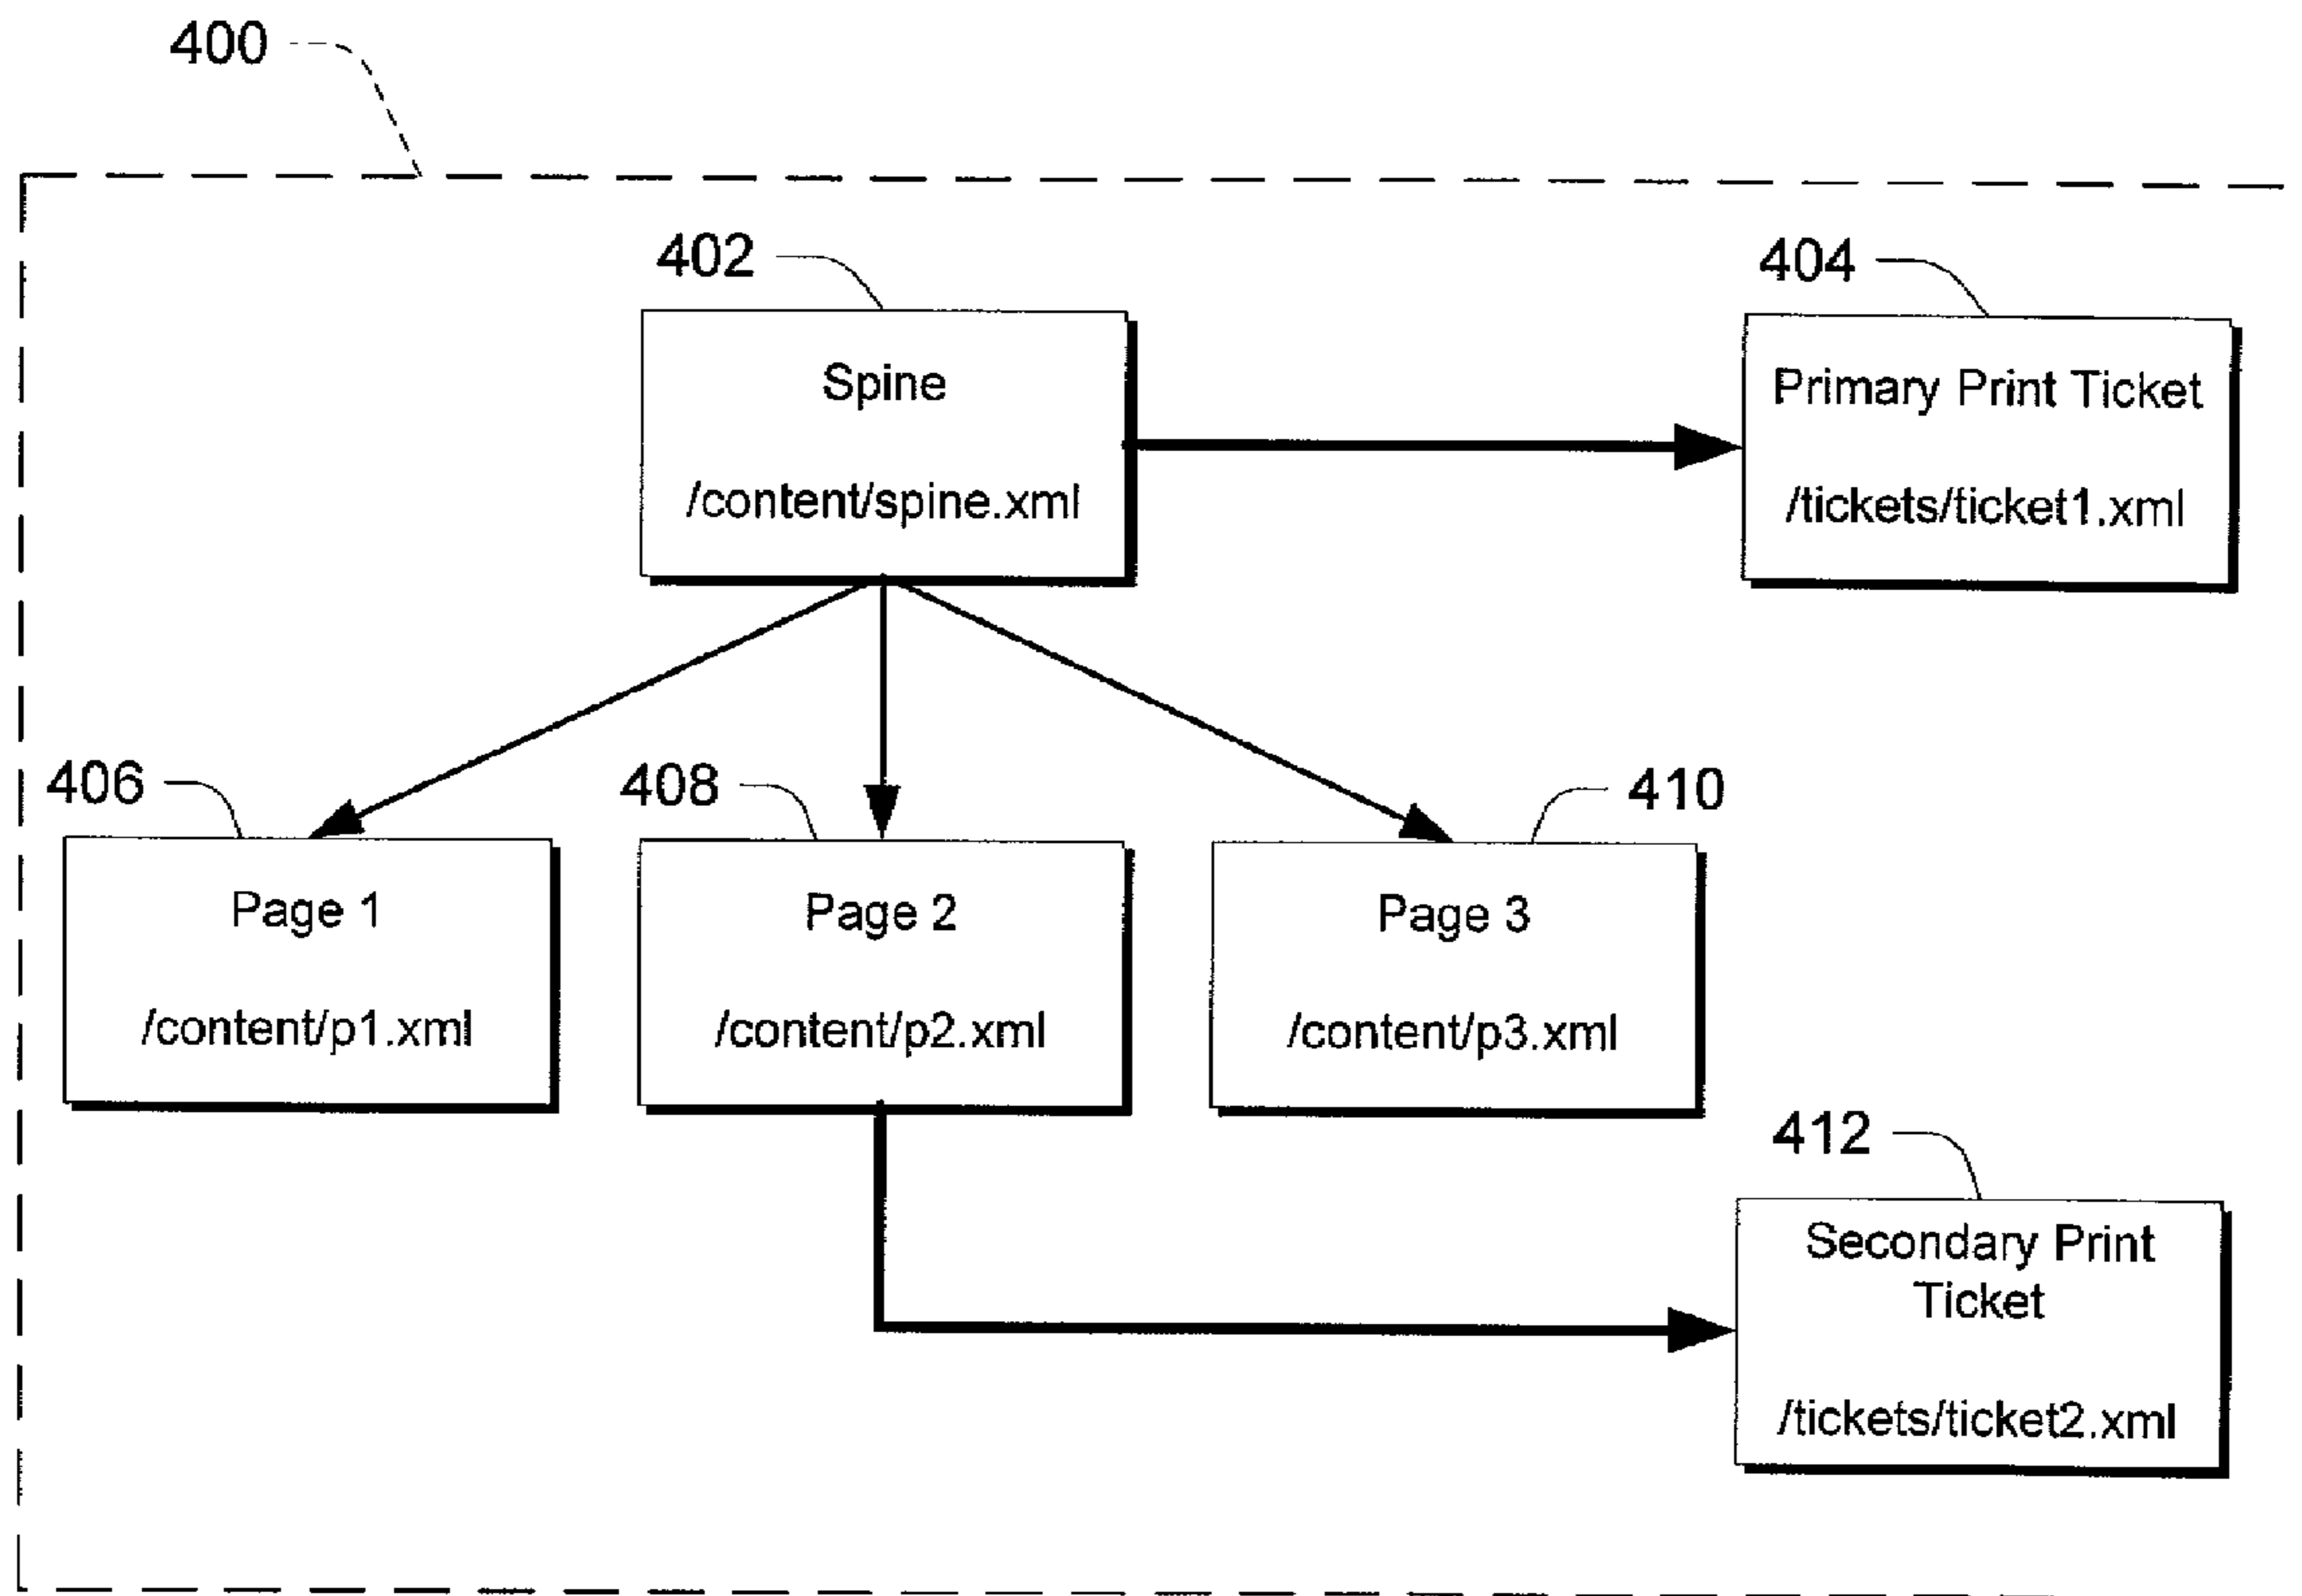 400
402
404
Spine
/content/spine.xml
Primary Print Ticket
/tickets/ticket1.xml
406
408
410
Page 1
/content/p1.xml
Page 2
/content/p2.xml
Page 3
/content/p3.xml
412
Secondary Print
Ticket
/tickets/ticket2.xml